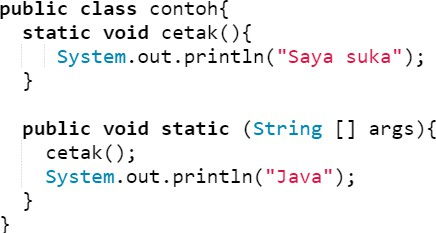 public class contoh{
static void cetak(){
System.out.println("Saya suka");
}
public void static (String [] args){
cetak();
System.out.println("Java");
}
}